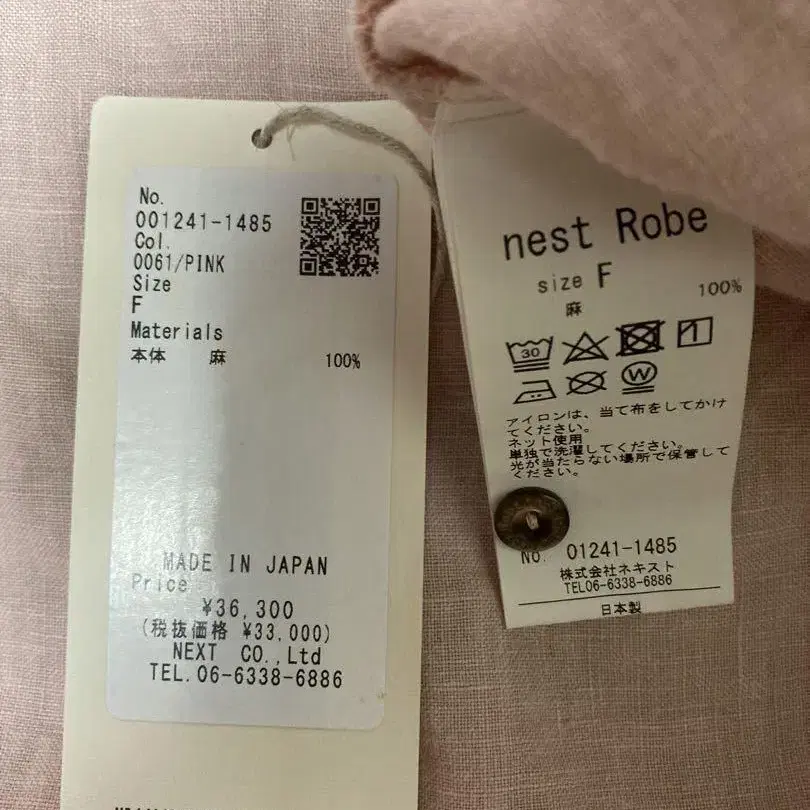 No.
001241-1485
Col.
0061/PINK
Size
F
Materials
本体 麻 100%
MADE IN JAPAN
Price
¥36,300
(税抜価格 ¥33,000)
NEXT CO.,Ltd
TEL.06-6338-6886
nest Robe
size F
麻 100%
30
W
アイロンは、当て布をしてかけ
てください。
ネット使用
単独で洗濯してください。
光が当たらない場所で保管して
ください。
No. 01241-1485
株式会社ネキスト
TEL06-6338-6886
日本製